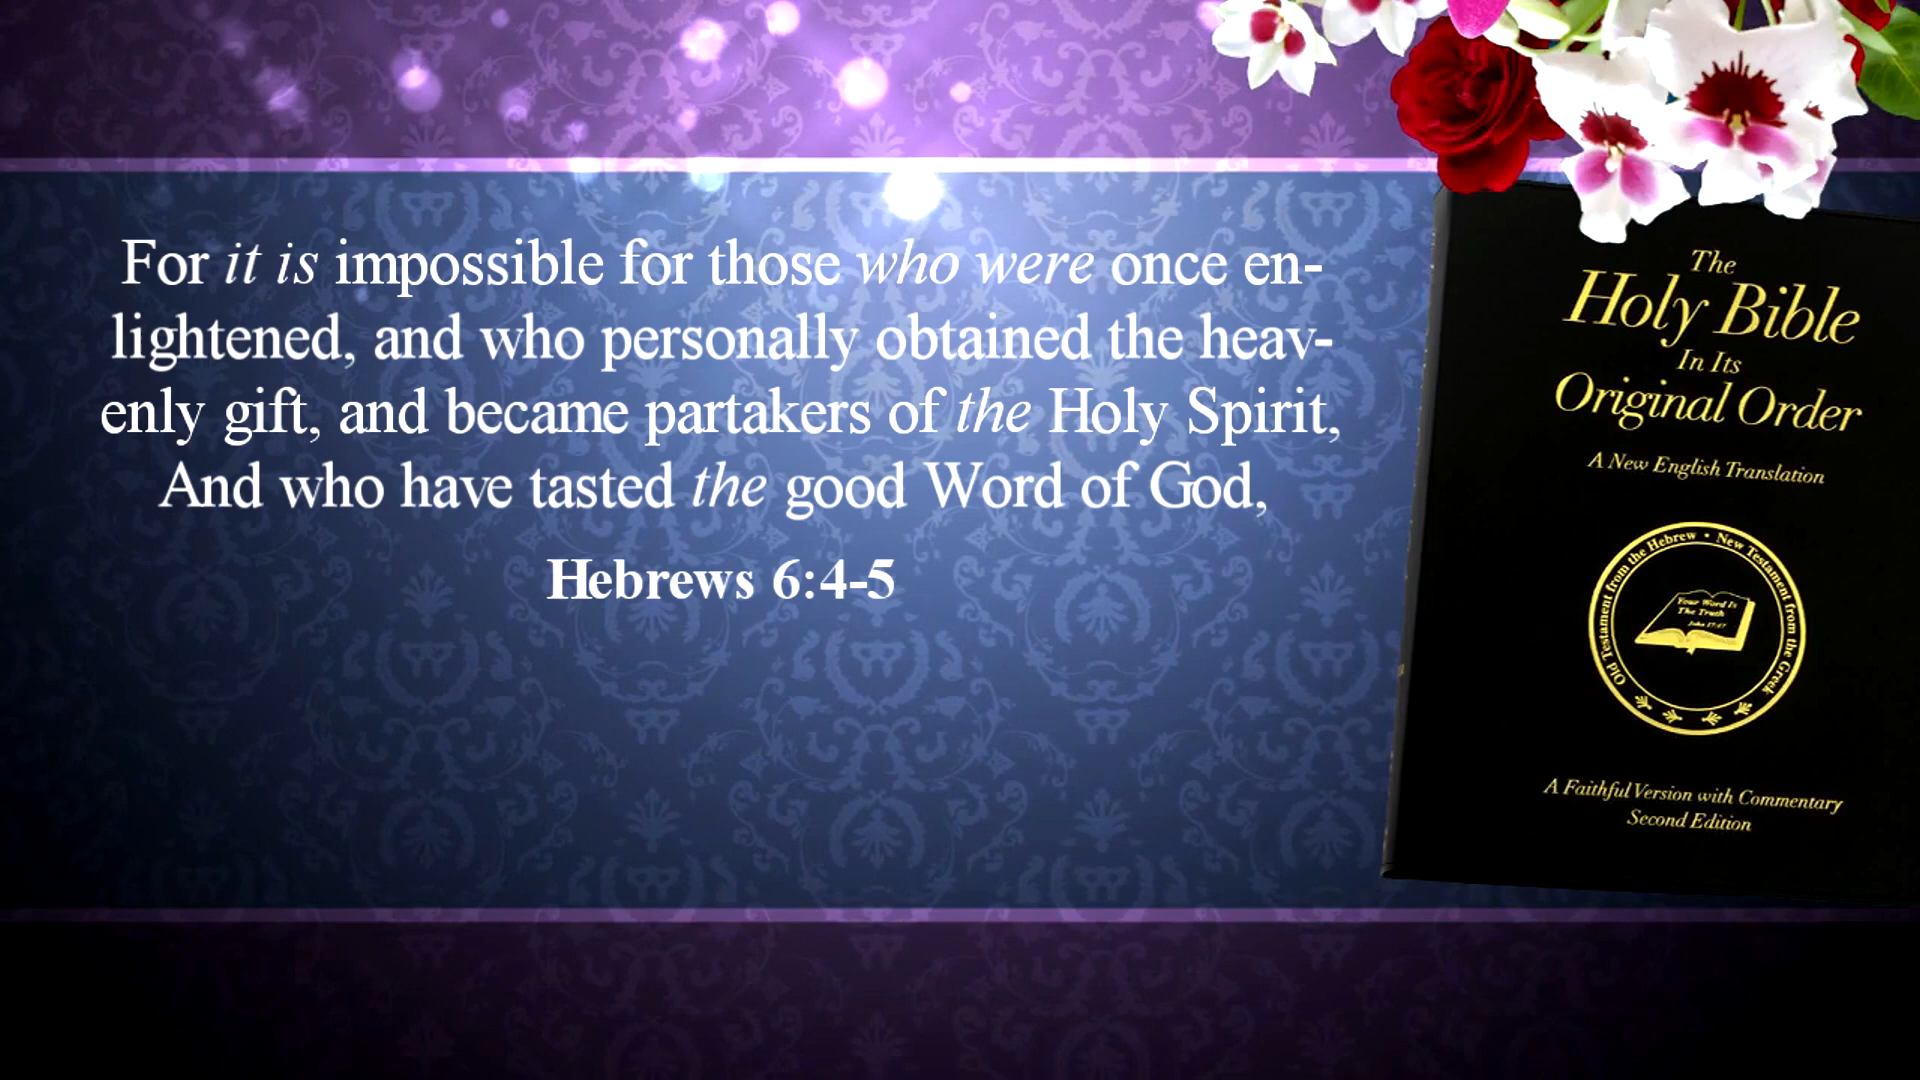 For it is impossible for those who were once en-
lightened, and who personally obtained the heav-
enly gift, and became partakers of the Holy Spirit,
And who have tasted the good Word of God,
Hebrews 6:4-5
The
Holy Bible
In Its
Original Order
A New English Translation
Old Testament from the Hebrew • New Testament from the Greek
Your Word Is
The Truth
John 17:17
A Faithful Version with Commentary
Second Edition